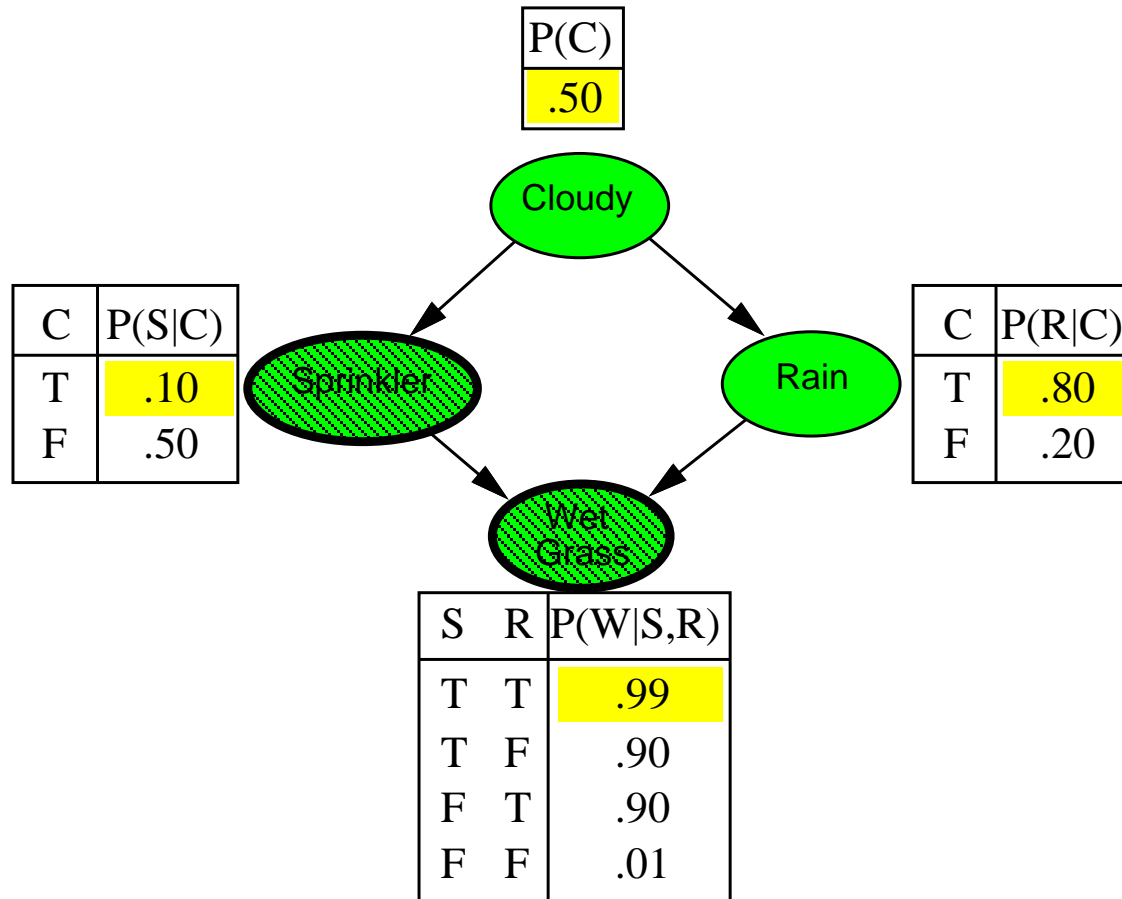 P(C)
.50
Cloudy
C P(S|C)
T .10
F .50
Sprinkler
Rain
C P(R|C)
T .80
F .20
Wet
Grass
S R P(W|S,R)
T T .99
T F .90
F T .90
F F .01